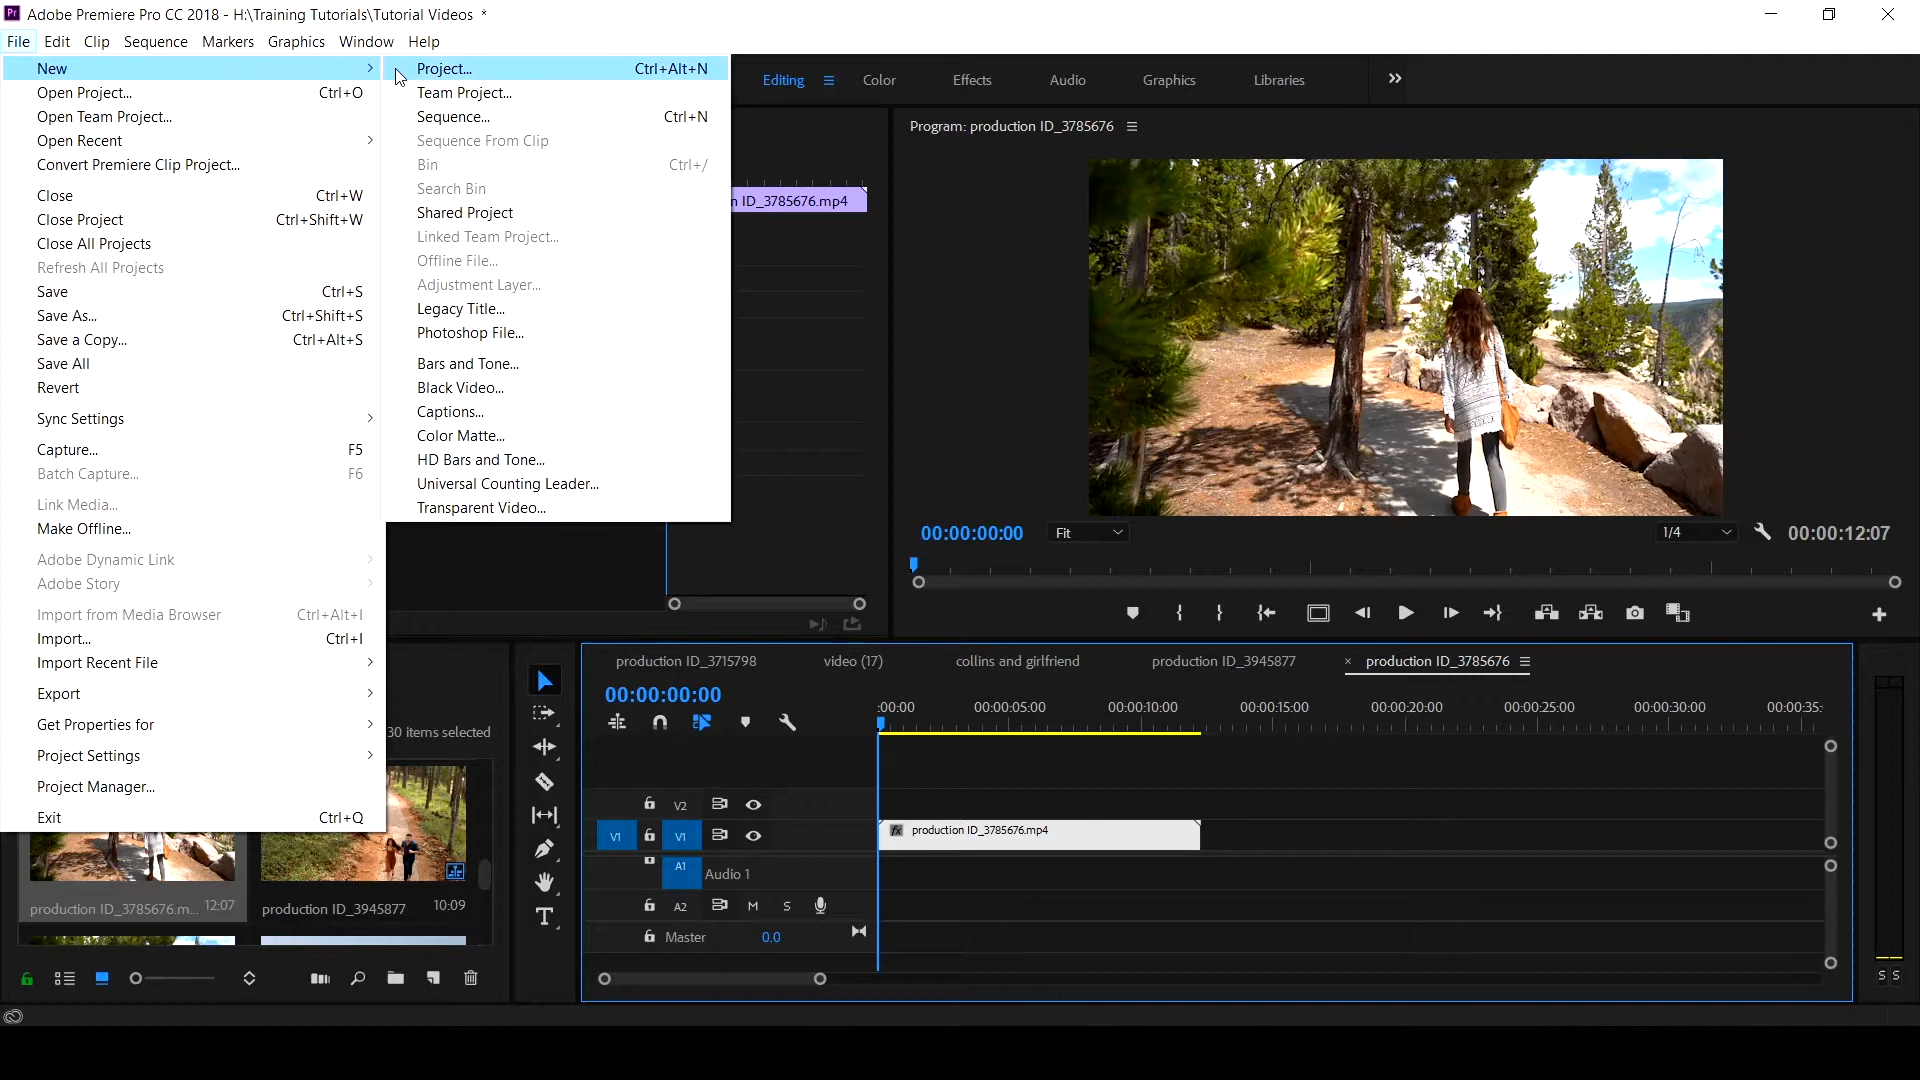 Adobe Premiere Pro CC 2018 - H:\Training Tutorials\Tutorial Videos *
File Edit Clip Sequence Markers Graphics Window Help
New
Open Project... Ctrl+O
Open Team Project...
Open Recent
Convert Premiere Clip Project...
Close Ctrl+W
Close Project Ctrl+Shift+W
Close All Projects
Refresh All Projects
Save Ctrl+S
Save As... Ctrl+Shift+S
Save a Copy... Ctrl+Alt+S
Save All
Revert
Sync Settings
Capture... F5
Batch Capture... F6
Link Media...
Make Offline...
Adobe Dynamic Link
Adobe Story
Import from Media Browser Ctrl+Alt+I
Import... Ctrl+I
Import Recent File
Export
Get Properties for
Project Settings
Project Manager...
Exit Ctrl+Q
Project... Ctrl+Alt+N
Team Project...
Sequence... Ctrl+N
Sequence From Clip
Bin Ctrl+/
Search Bin
Shared Project
Linked Team Project...
Offline File...
Adjustment Layer...
Legacy Title...
Photoshop File...
Bars and Tone...
Black Video...
Captions...
Color Matte...
HD Bars and Tone...
Universal Counting Leader...
Transparent Video...
Editing Color Effects Audio Graphics Libraries
n ID_3785676.mp4
Program: production ID_3785676
00:00:00:00 Fit 1/4 00:00:12:07
30 items selected
production ID_3785676.m... 12:07
production ID_3945877 10:09
production ID_3715798 video (17) collins and girlfriend production ID_3945877 × production ID_3785676
00:00:00:00
:00:00 00:00:05:00 00:00:10:00 00:00:15:00 00:00:20:00 00:00:25:00 00:00:30:00 00:00:35:
V2
V1 V1
fx production ID_3785676.mp4
A1 Audio 1
A2 M S
Master 0.0
S S